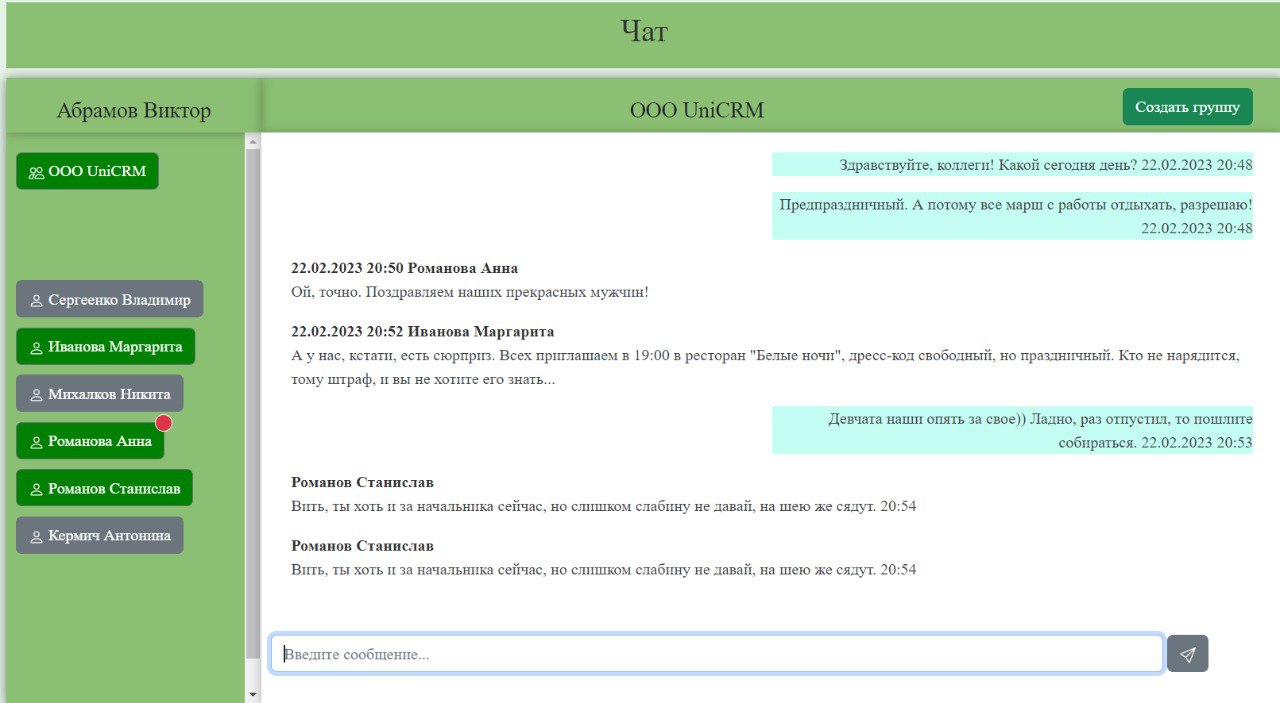 Чат
Абрамов Виктор
ООО UniCRM
Создать группу
ООО UniCRM
Сергеенко Владимир
Иванова Маргарита
Михалков Никита
Романова Анна
Романов Станислав
Кермич Антонина
Здравствуйте, коллеги! Какой сегодня день? 22.02.2023 20:48
Предпраздничный. А потому все марш с работы отдыхать, разрешаю!
22.02.2023 20:48
22.02.2023 20:50 Романова Анна
Ой, точно. Поздравляем наших прекрасных мужчин!
22.02.2023 20:52 Иванова Маргарита
А у нас, кстати, есть сюрприз. Всех приглашаем в 19:00 в ресторан "Белые ночи", дресс-код свободный, но праздничный. Кто не нарядится,
тому штраф, и вы не хотите его знать...
Девчата наши опять за свое)) Ладно, раз отпустил, то пошлите
собираться. 22.02.2023 20:53
Романов Станислав
Вить, ты хоть и за начальника сейчас, но слишком слабину не давай, на шею же сядут. 20:54
Романов Станислав
Вить, ты хоть и за начальника сейчас, но слишком слабину не давай, на шею же сядут. 20:54
Введите сообщение...